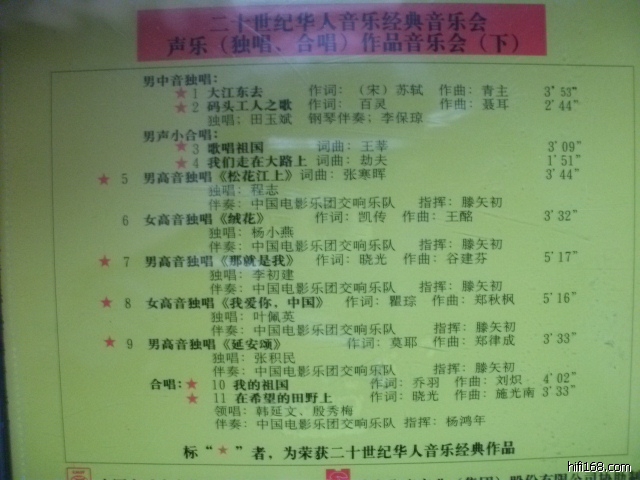 二十世纪华人音乐经典音乐会
声乐（独唱、合唱）作品音乐会（下）
男中音独唱：
★ 1 大江东去 作词：（宋）苏轼 作曲：青主 3′53″
★ 2 码头工人之歌 作词：百灵 作曲：聂耳 2′44″
独唱：田玉斌 钢琴伴奏：李保琼
男声小合唱：
★ 3 歌唱祖国 词曲：王莘 3′09″
★ 4 我们走在大路上 词曲：劫夫 1′51″
★ 5 男高音独唱《松花江上》词曲：张寒晖 3′44″
独唱：程志
伴奏：中国电影乐团交响乐队 指挥：滕矢初
6 女高音独唱《绒花》 作词：凯传 作曲：王酩 3′32″
独唱：杨小燕
伴奏：中国电影乐团交响乐队 指挥：滕矢初
★ 7 男高音独唱《那就是我》 作词：晓光 作曲：谷建芬 5′17″
独唱：李初建
伴奏：中国电影乐团交响乐队 指挥：滕矢初
★ 8 女高音独唱《我爱你，中国》 作词：瞿琮 作曲：郑秋枫 5′16″
独唱：叶佩英
伴奏：中国电影乐团交响乐队 指挥：滕矢初
★ 9 男高音独唱《延安颂》 作词：莫耶 作曲：郑律成 3′33″
独唱：张积民
伴奏：中国电影乐团交响乐队 指挥：滕矢初
合唱：★ 10 我的祖国 作词：乔羽 作曲：刘炽 4′02″
★ 11 在希望的田野上 作词：晓光 作曲：施光南 3′33″
领唱：韩延文、殷秀梅
伴奏：中国电影乐团交响乐队 指挥：杨鸿年
标“★”者，为荣获二十世纪华人音乐经典作品
hifi168.com